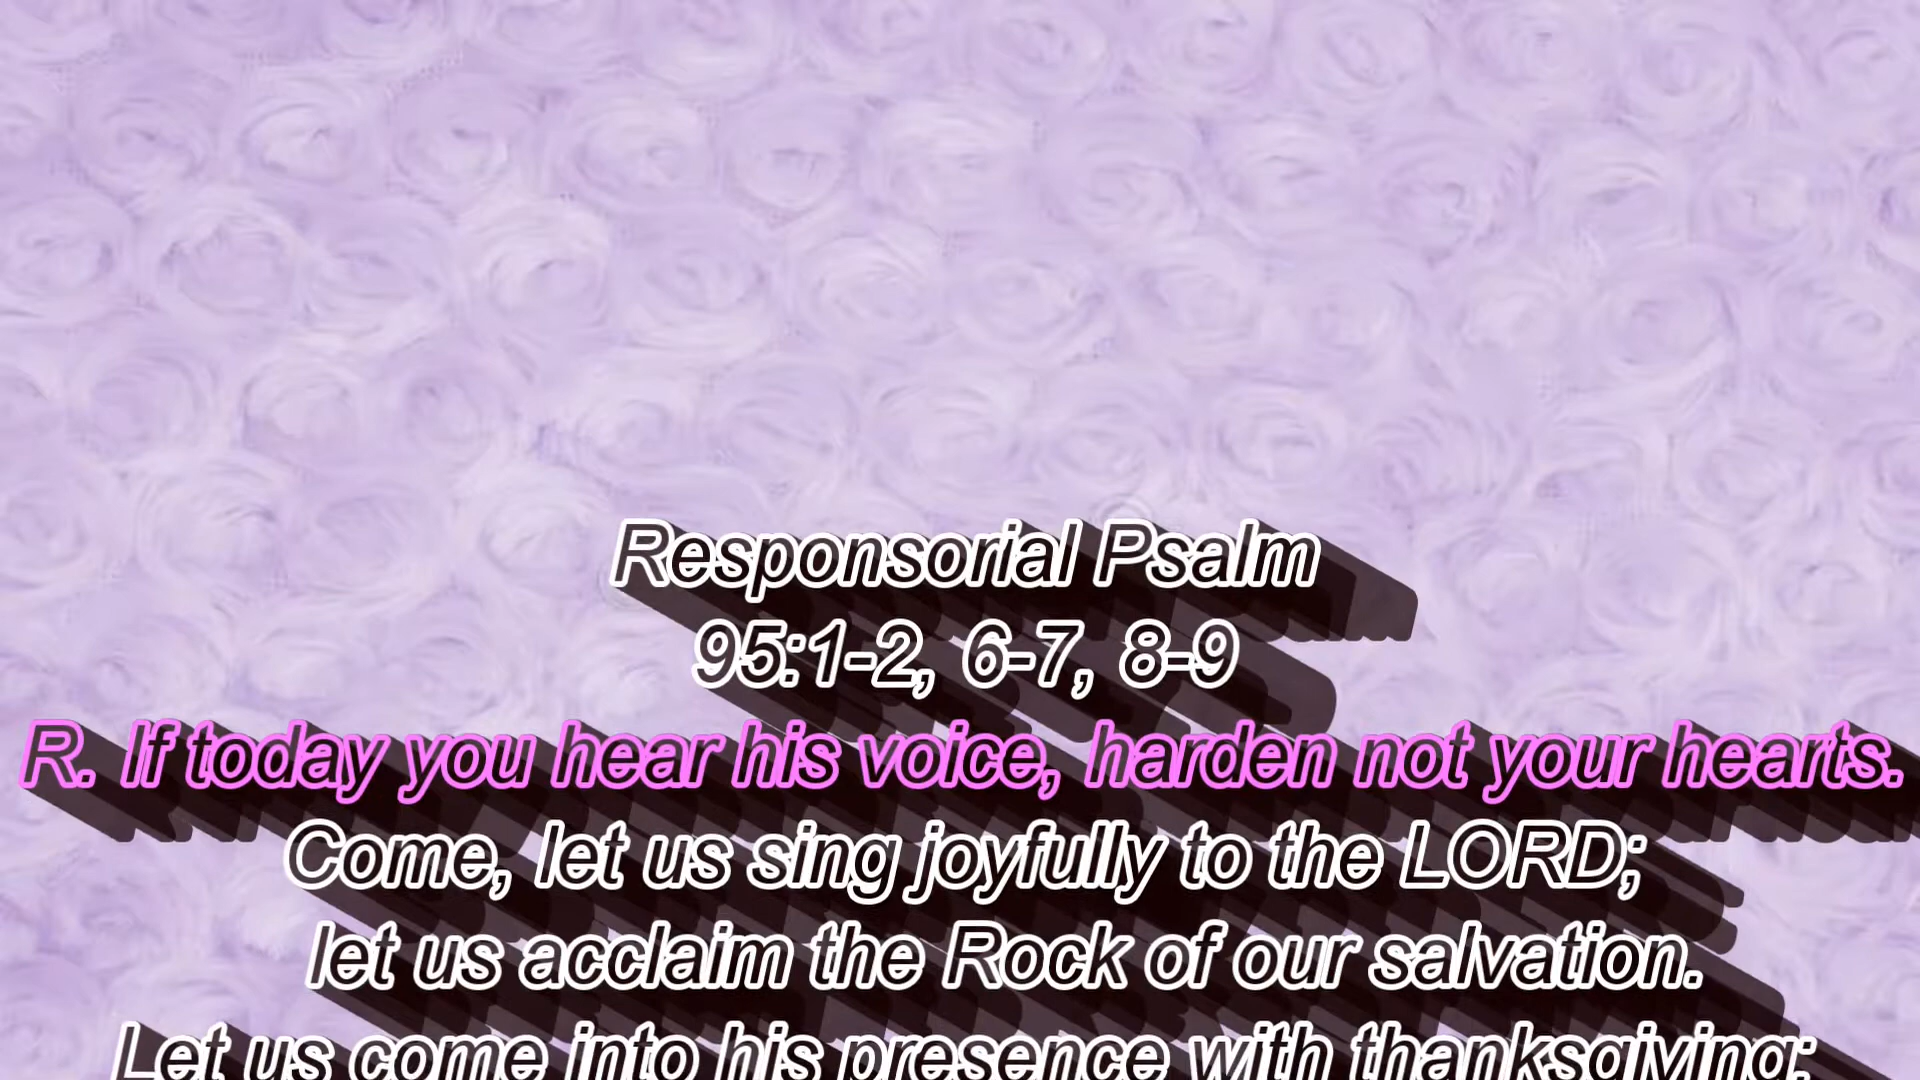 Responsorial Psalm
95:1-2, 6-7, 8-9
R. If today you hear his voice, harden not your hearts.
Come, let us sing joyfully to the LORD;
let us acclaim the Rock of our salvation.
Let us come into his presence with thanksgiving;